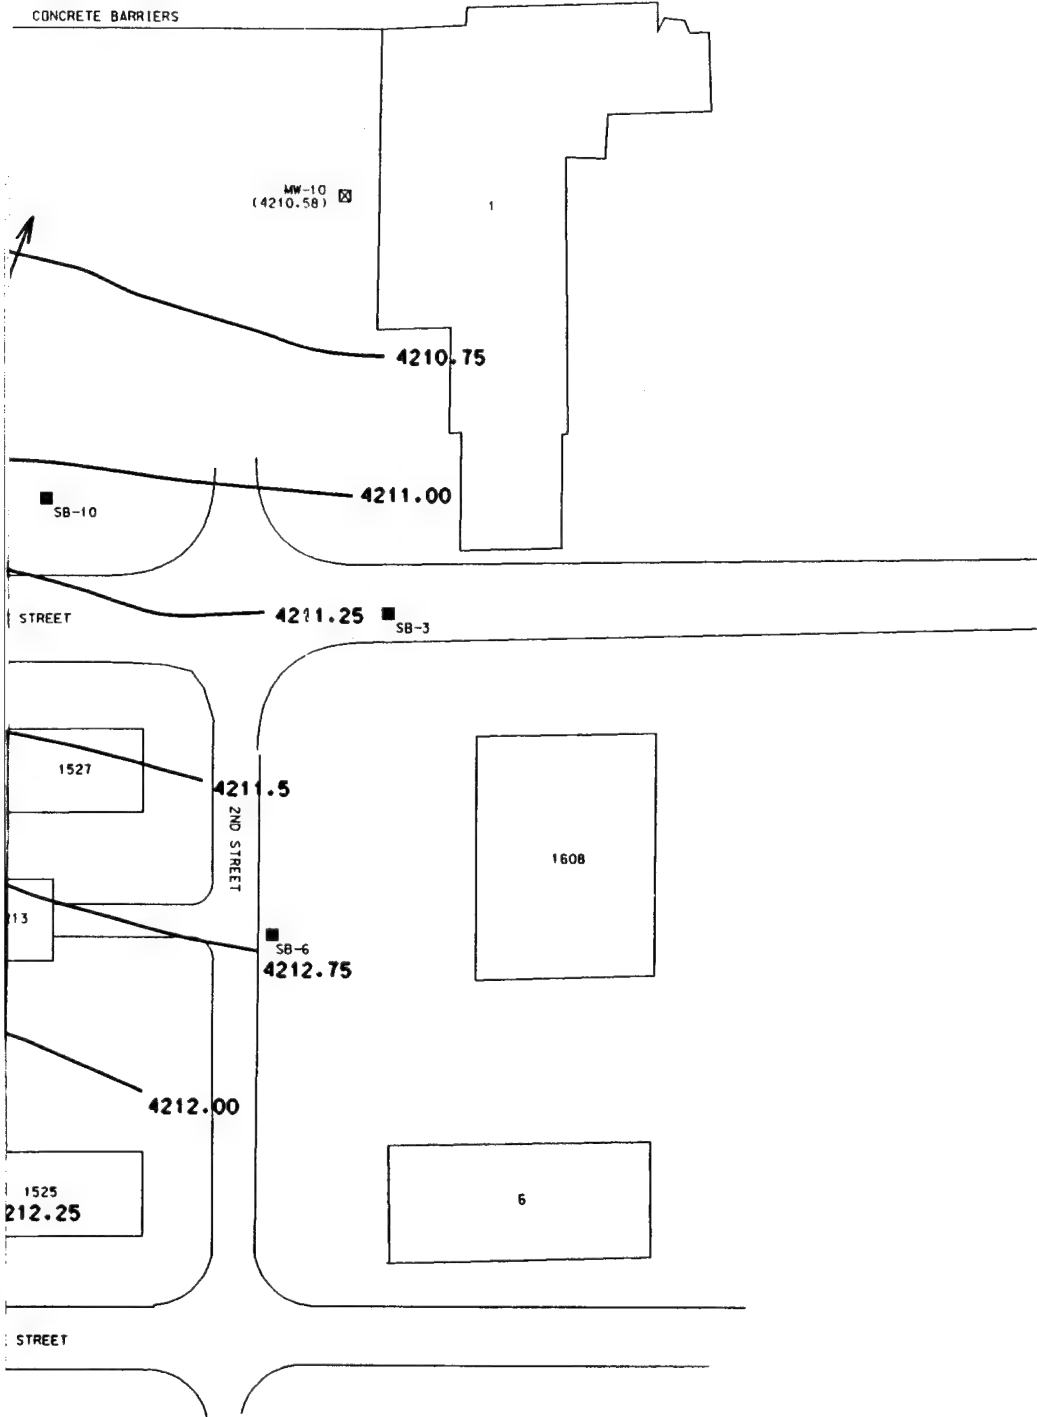 CONCRETE BARRIERS
MW-10
(4210.58)
1
4210.75
4211.00
SB-10
4211.25
SB-3
STREET
1527
4211.5
2ND STREET
1608
213
SB-6
4212.75
4212.00
1525
212.25
6
STREET